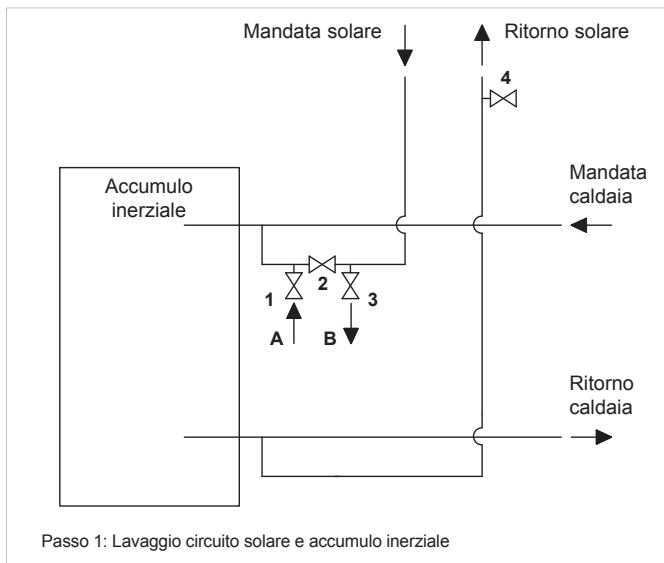 Mandata solare
Ritorno solare
4
Accumulo
inerziale
Mandata
caldaia
1
2
3
A
B
Ritorno
caldaia
Passo 1: Lavaggio circuito solare e accumulo inerziale